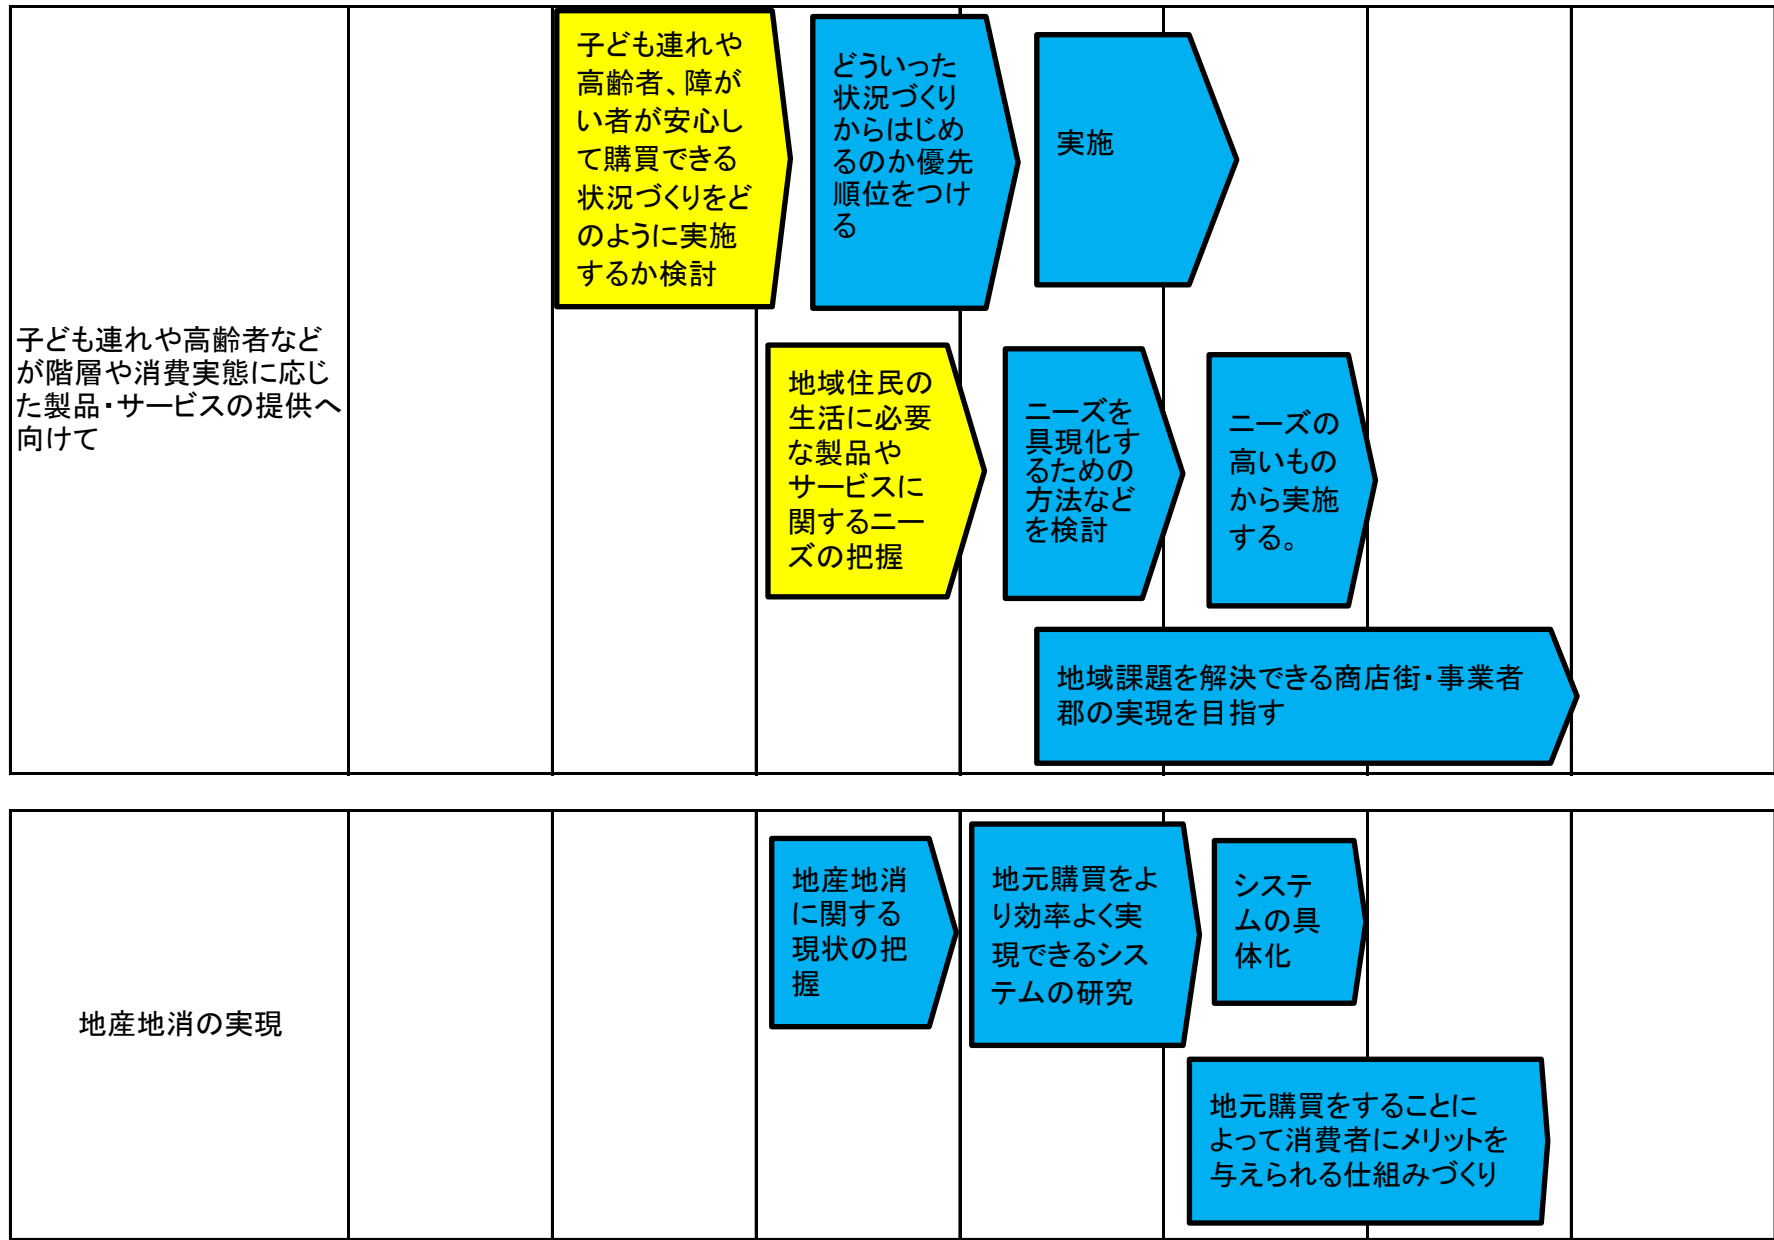 子ども連れや高齢者など
が階層や消費実態に応じ
た製品・サービスの提供へ
向けて
子ども連れや
高齢者、障が
い者が安心し
て購買できる
状況づくりをど
のように実施
するか検討
どういった
状況づくり
からはじめ
るのか優先
順位をつけ
る
実施
地域住民の
生活に必要
な製品や
サービスに
関するニー
ズの把握
ニーズを
具現化す
るための
方法など
を検討
ニーズの
高いもの
から実施
する。
地域課題を解決できる商店街・事業者
郡の実現を目指す
地産地消の実現
地産地消
に関する
現状の把
握
地元購買をよ
り効率よく実
現できるシス
テムの研究
システ
ムの具
体化
地元購買をすることに
よって消費者にメリットを
与えられる仕組みづくり